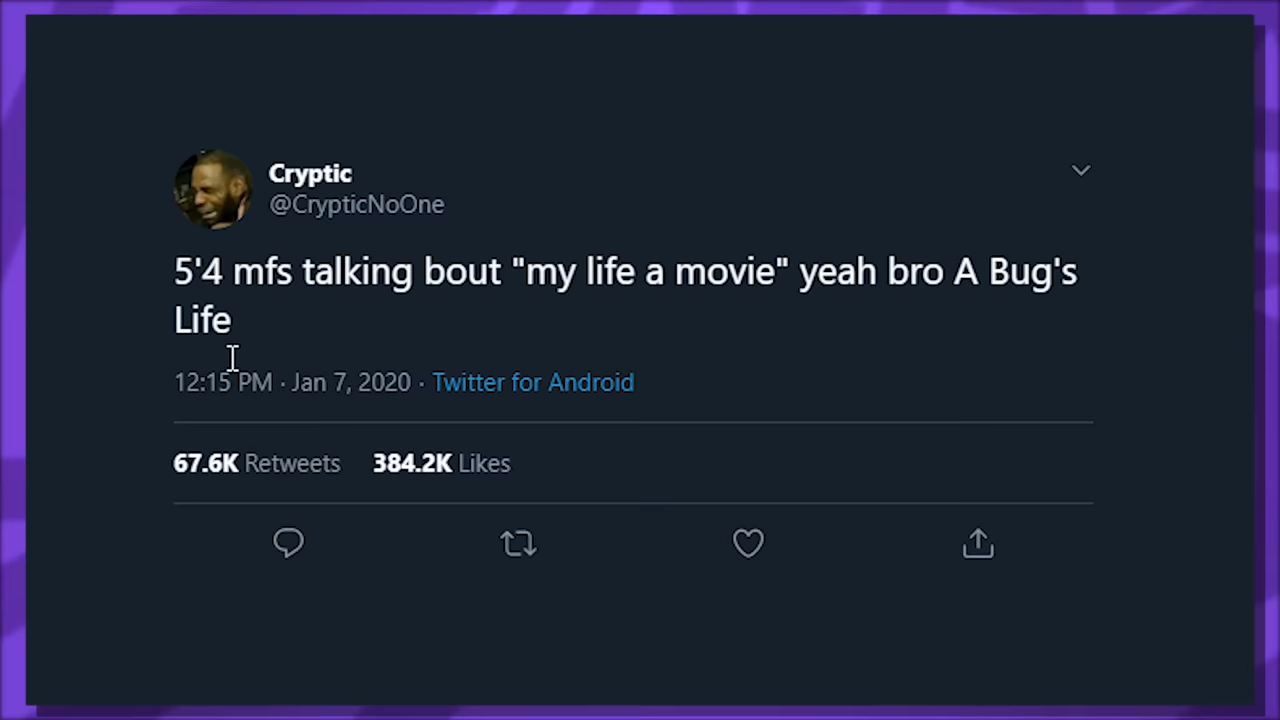 Cryptic
@CrypticNoOne
5'4 mfs talking bout "my life a movie" yeah bro A Bug's
Life
12:15 PM · Jan 7, 2020 · Twitter for Android
67.6K Retweets 384.2K Likes